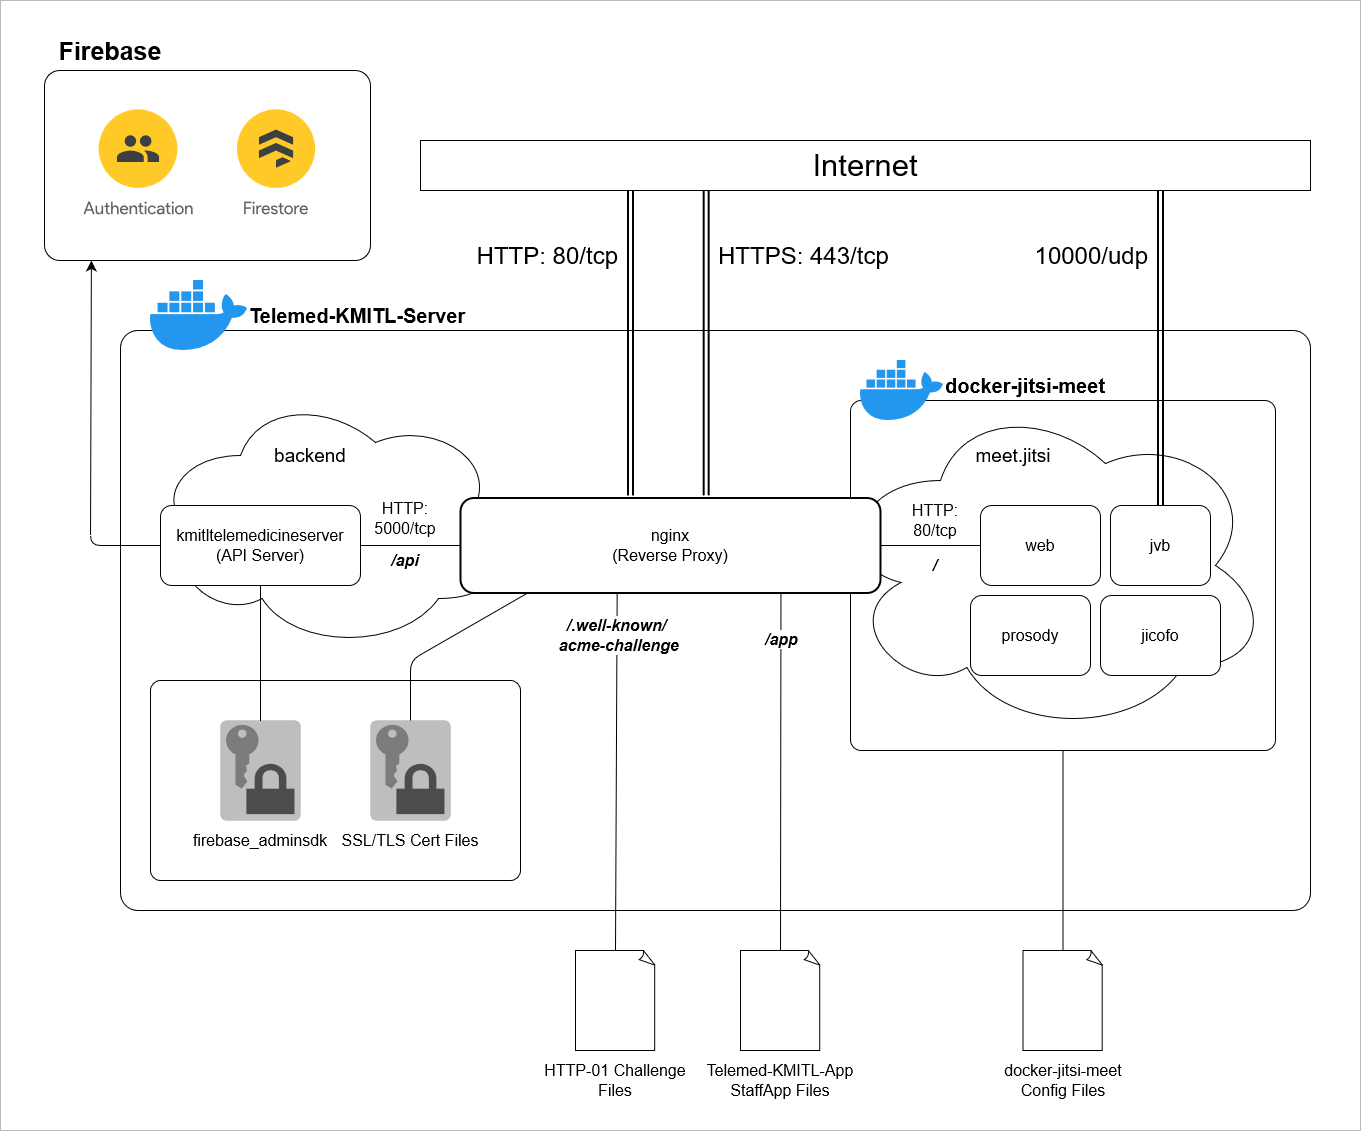 Firebase
Authentication
Firestore
Internet
HTTP: 80/tcp
HTTPS: 443/tcp
10000/udp
Telemed-KMITL-Server
docker-jitsi-meet
backend
meet.jitsi
kmitltelemedicineserver
(API Server)
HTTP:
5000/tcp
/api
nginx
(Reverse Proxy)
HTTP:
80/tcp
/
web
jvb
prosody
jicofo
/.well-known/
acme-challenge
/app
firebase_adminsdk
SSL/TLS Cert Files
HTTP-01 Challenge
Files
Telemed-KMITL-App
StaffApp Files
docker-jitsi-meet
Config Files